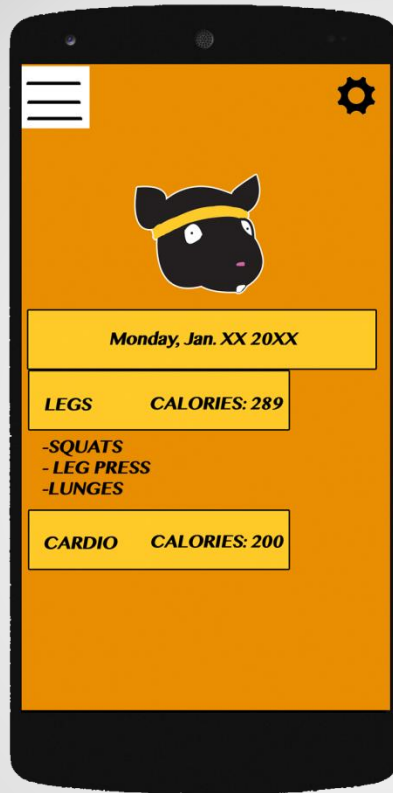 Monday, Jan. XX 20XX
LEGS CALORIES: 289
-SQUATS
- LEG PRESS
-LUNGES
CARDIO CALORIES: 200